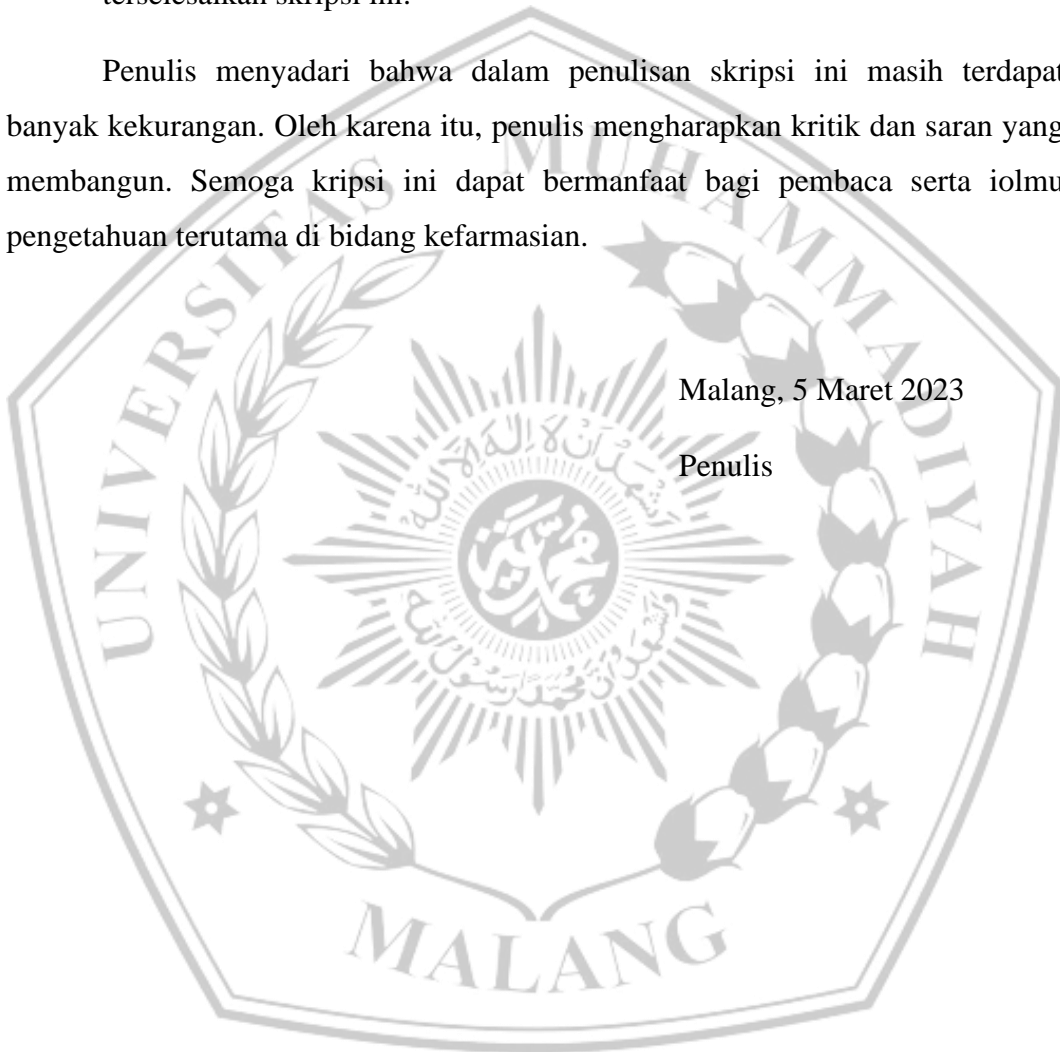 terselesaikan skripsi ini.
Penulis menyadari bahwa dalam penulisan skripsi ini masih terdapat
banyak kekurangan. Oleh karena itu, penulis mengharapkan kritik dan saran yang
membangun. Semoga kripsi ini dapat bermanfaat bagi pembaca serta iolmu
pengetahuan terutama di bidang kefarmasian.
Malang, 5 Maret 2023
Penulis
UNIVERSITAS MUHAMMADIYAH
MALANG